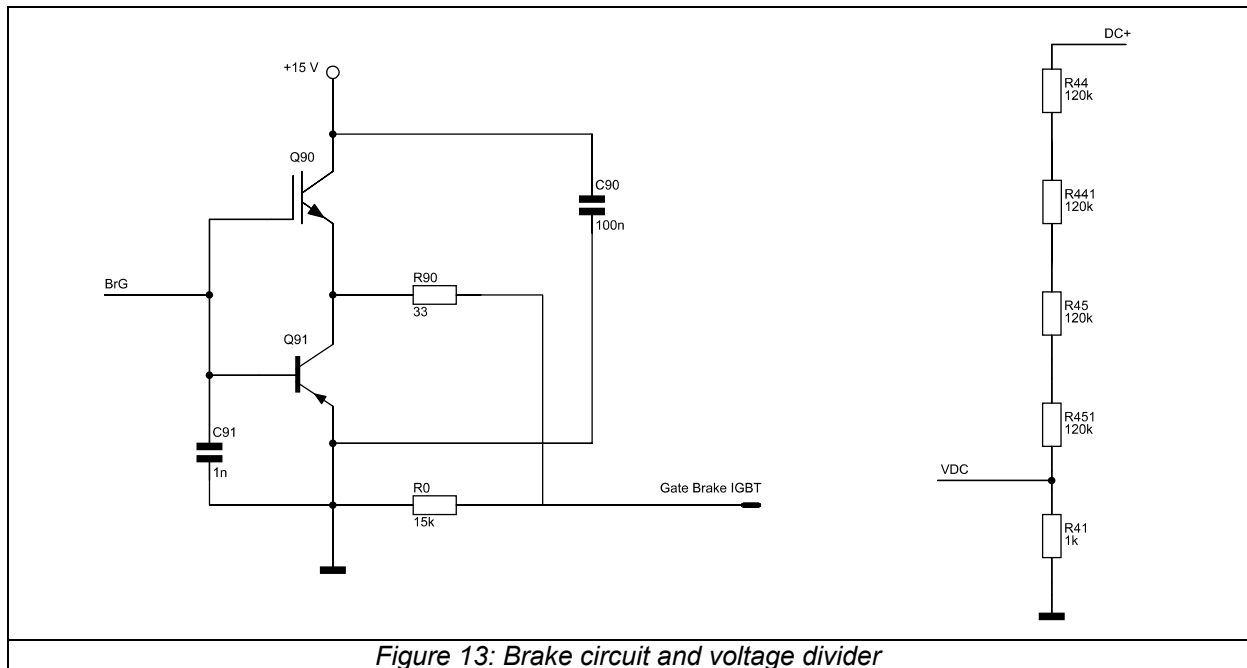 +15 V
Q90
C90
100n
BrG
R90
33
Q91
C91
1n
R0
15k
Gate Brake IGBT
DC+
R44
120k
R441
120k
R45
120k
R451
120k
VDC
R41
1k
Figure 13: Brake circuit and voltage divider